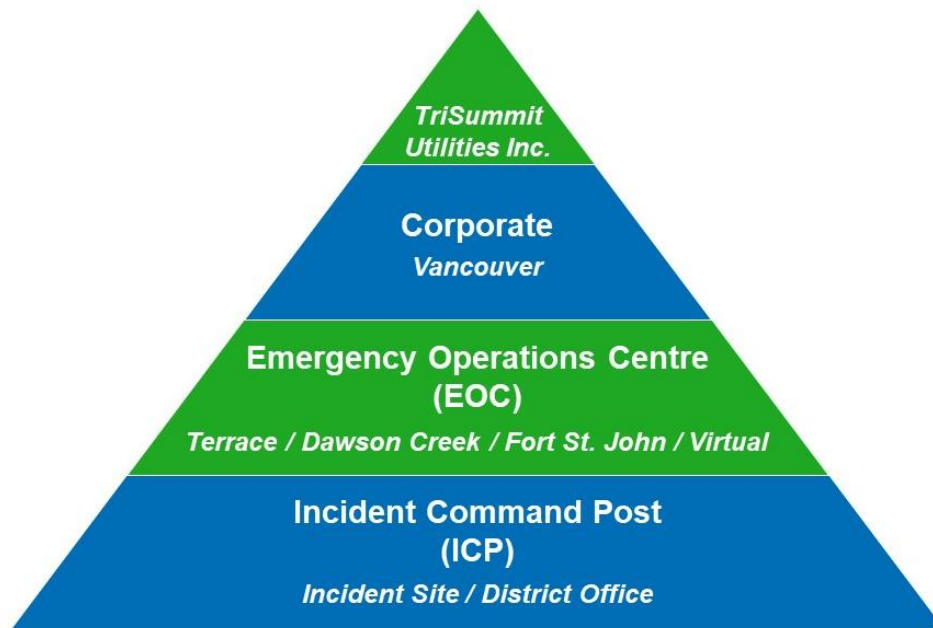 TriSummit
Utilities Inc.
Corporate
Vancouver
Emergency Operations Centre
(EOC)
Terrace / Dawson Creek / Fort St. John / Virtual
Incident Command Post
(ICP)
Incident Site / District Office